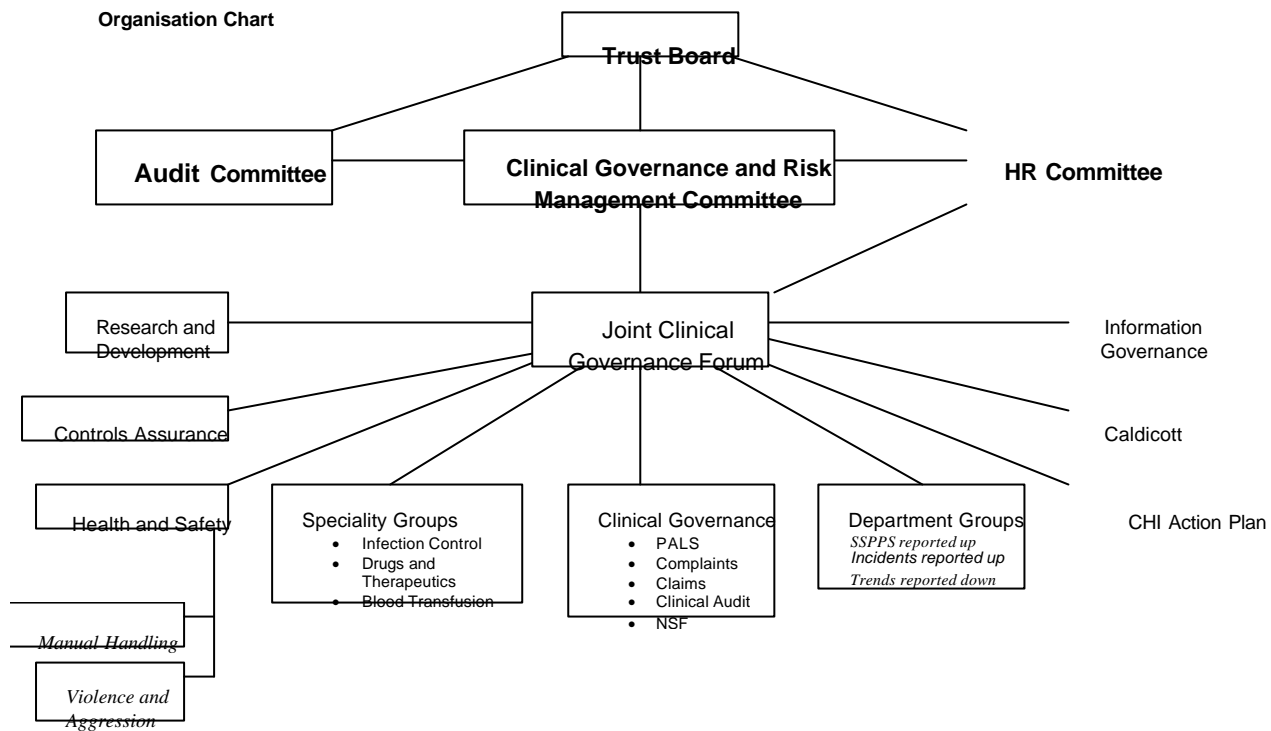 Organisation Chart
Trust Board
Audit Committee
Clinical Governance and Risk
Management Committee
HR Committee
Research and
Development
Joint Clinical
Governance Forum
Information
Governance
Controls Assurance
Caldicott
Health and Safety
Speciality Groups
• Infection Control
• Drugs and
Therapeutics
• Blood Transfusion
Clinical Governance
• PALS
• Complaints
• Claims
• Clinical Audit
• NSF
Department Groups
SSPPS reported up
Incidents reported up
Trends reported down
CHI Action Plan
Manual Handling
Violence and
Aggression